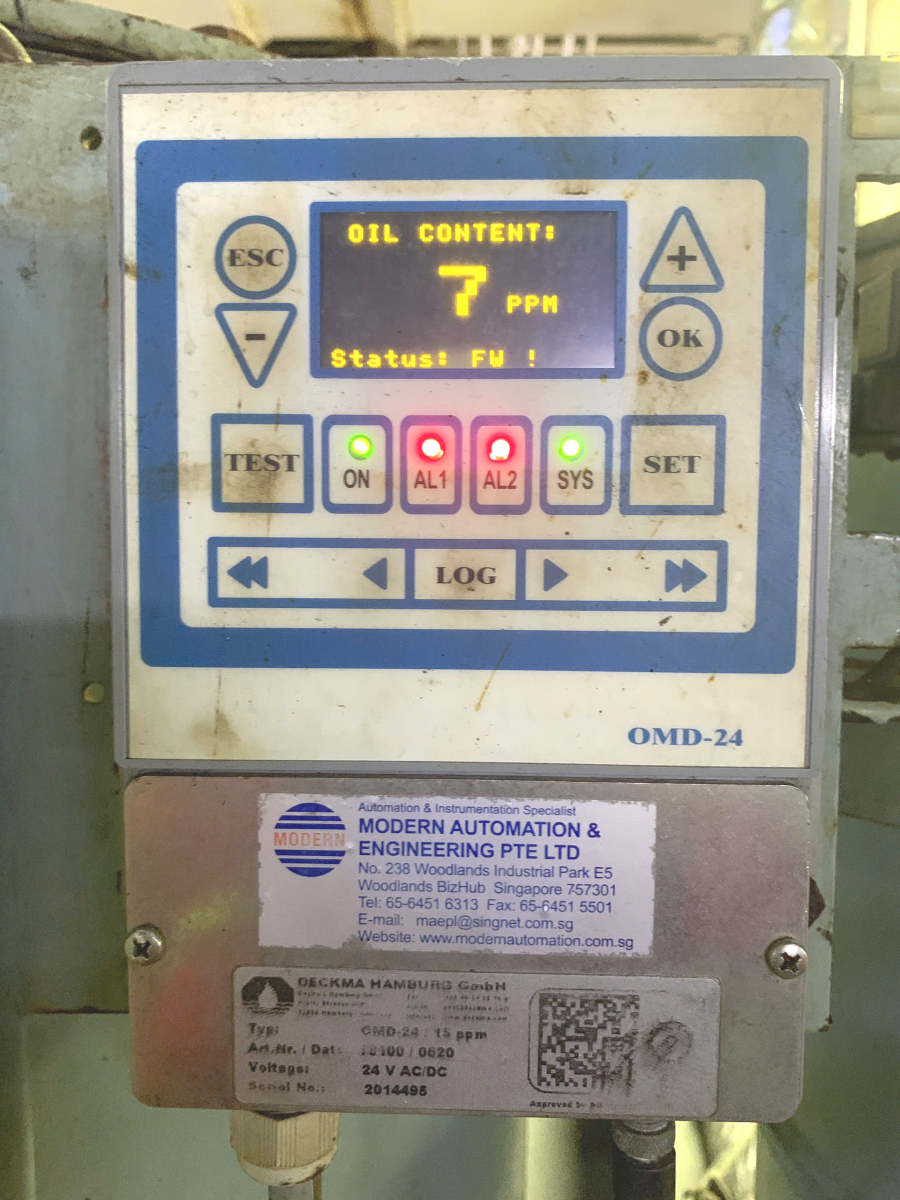 OIL CONTENT:
7 PPM
Status: FW !
ESC
-
+
OK
TEST
ON
AL1
AL2
SYS
SET
LOG
OMD-24
MODERN
Automation & Instrumentation Specialist
MODERN AUTOMATION &
ENGINEERING PTE LTD
No. 238 Woodlands Industrial Park E5
Woodlands BizHub Singapore 757301
Tel: 65-6451 6313 Fax: 65-6451 5501
E-mail: maepl@singnet.com.sg
Website: www.modernautomation.com.sg
DECKMA HAMBURG GmbH
Typ: OMD-24 / 15 ppm
Art.Nr. / Dat: / 0620
Voltage: 24 V AC/DC
Serial No.: 2014495
Approved by